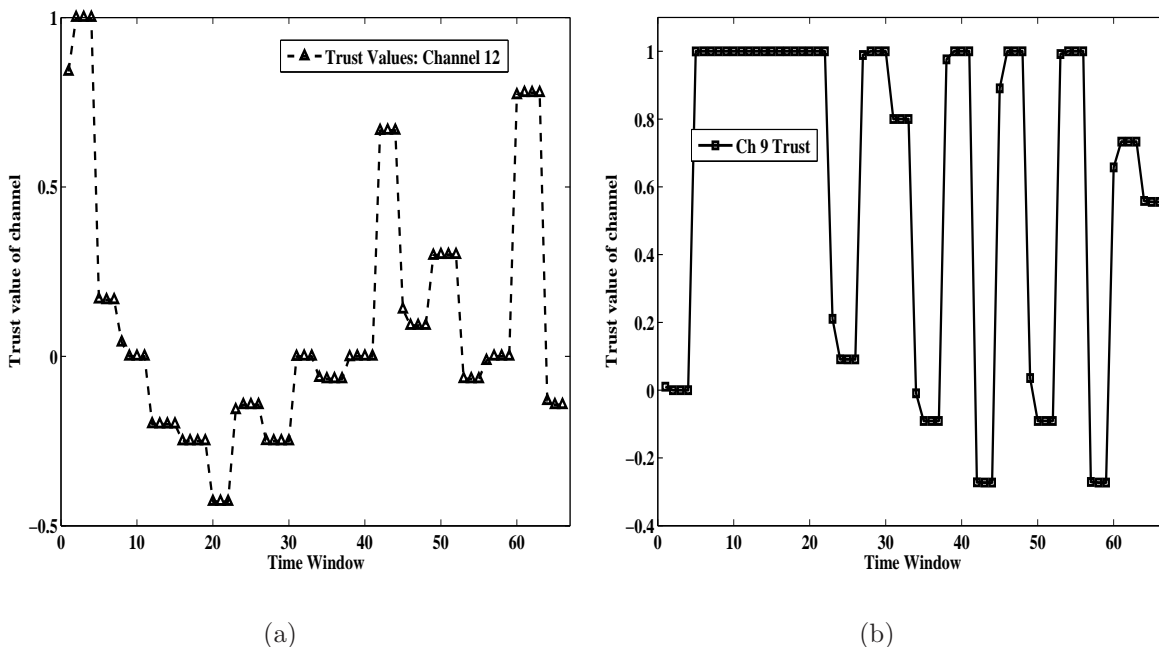 1
0.5
0
−0.5
Trust value of channel
Trust Values: Channel 12
0 10 20 30 40 50 60
Time Window
(a)
1
0.8
0.6
0.4
0.2
0
−0.2
−0.4
Trust value of channel
Ch 9 Trust
0 10 20 30 40 50 60
Time Window
(b)